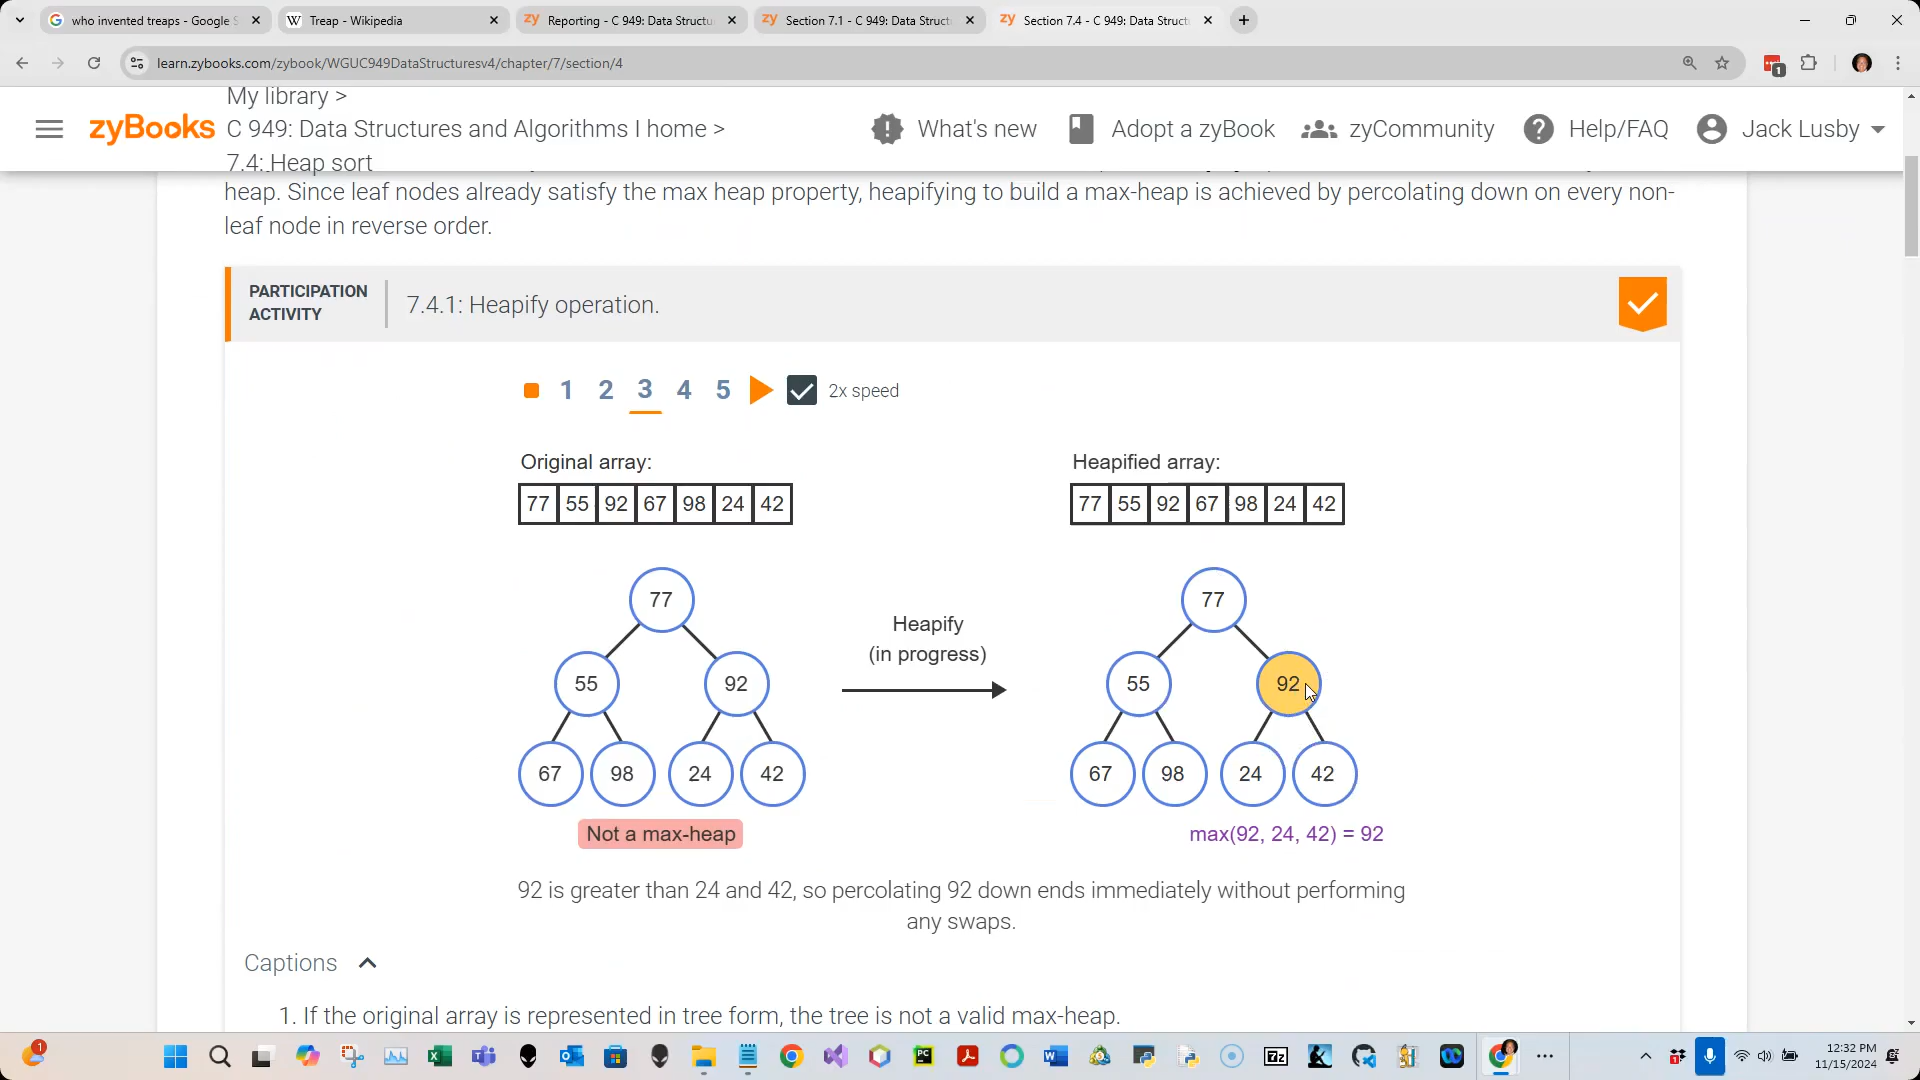 who invented treaps - Google S
Treap - Wikipedia
Reporting - C 949: Data Structu
Section 7.1 - C 949: Data Struct
Section 7.4 - C 949: Data Struct
learn.zybooks.com/zybook/WGUC949DataStructuresv4/chapter/7/section/4
1
My library >
zyBooks
C 949: Data Structures and Algorithms I home >
7.4: Heap sort
What's new
Adopt a zyBook
zyCommunity
Help/FAQ
Jack Lusby
heap. Since leaf nodes already satisfy the max heap property, heapifying to build a max-heap is achieved by percolating down on every non-
leaf node in reverse order.
PARTICIPATION
ACTIVITY
7.4.1: Heapify operation.
1 2 3 4 5 2x speed
Original array:
77 55 92 67 98 24 42
77
55 92
67 98 24 42
Not a max-heap
Heapify
(in progress)
Heapified array:
77 55 92 67 98 24 42
77
55 92
67 98 24 42
max(92, 24, 42) = 92
92 is greater than 24 and 42, so percolating 92 down ends immediately without performing
any swaps.
Captions
1. If the original array is represented in tree form, the tree is not a valid max-heap.
12:32 PM
11/15/2024